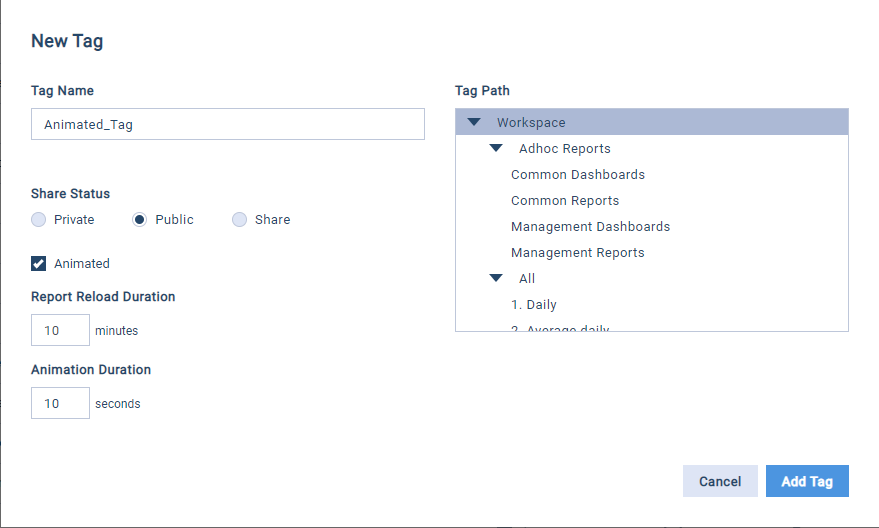 New Tag
Tag Name
Animated_Tag
Share Status
Private Public Share
Animated
Report Reload Duration
10 minutes
Animation Duration
10 seconds
Tag Path
Workspace
Adhoc Reports
Common Dashboards
Common Reports
Management Dashboards
Management Reports
All
1. Daily
2. Average daily
Cancel Add Tag